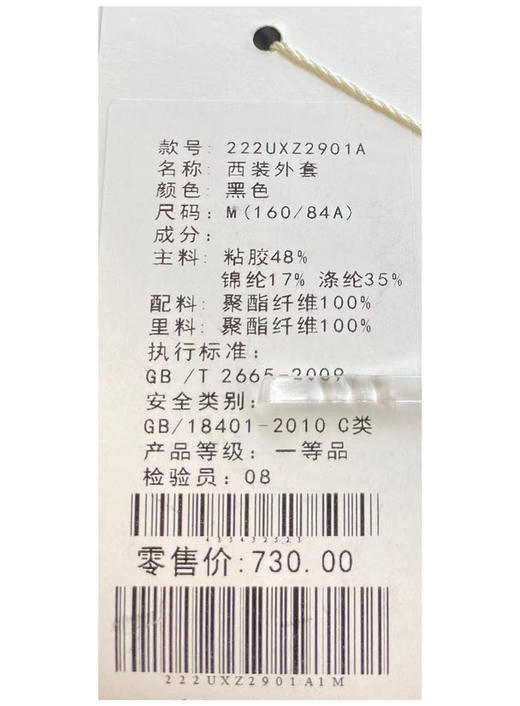 款号: 222UXZ2901A
名称: 西装外套
颜色: 黑色
尺码: M(160/84A)
成分:
主料: 粘胶48%
锦纶17% 涤纶35%
配料: 聚酯纤维100%
里料: 聚酯纤维100%
执行标准:
GB /T 2665-2009
安全类别:
GB/18401-2010 C类
产品等级: 一等品
检验员: 08
零售价:730.00
222UXZ2901A1M